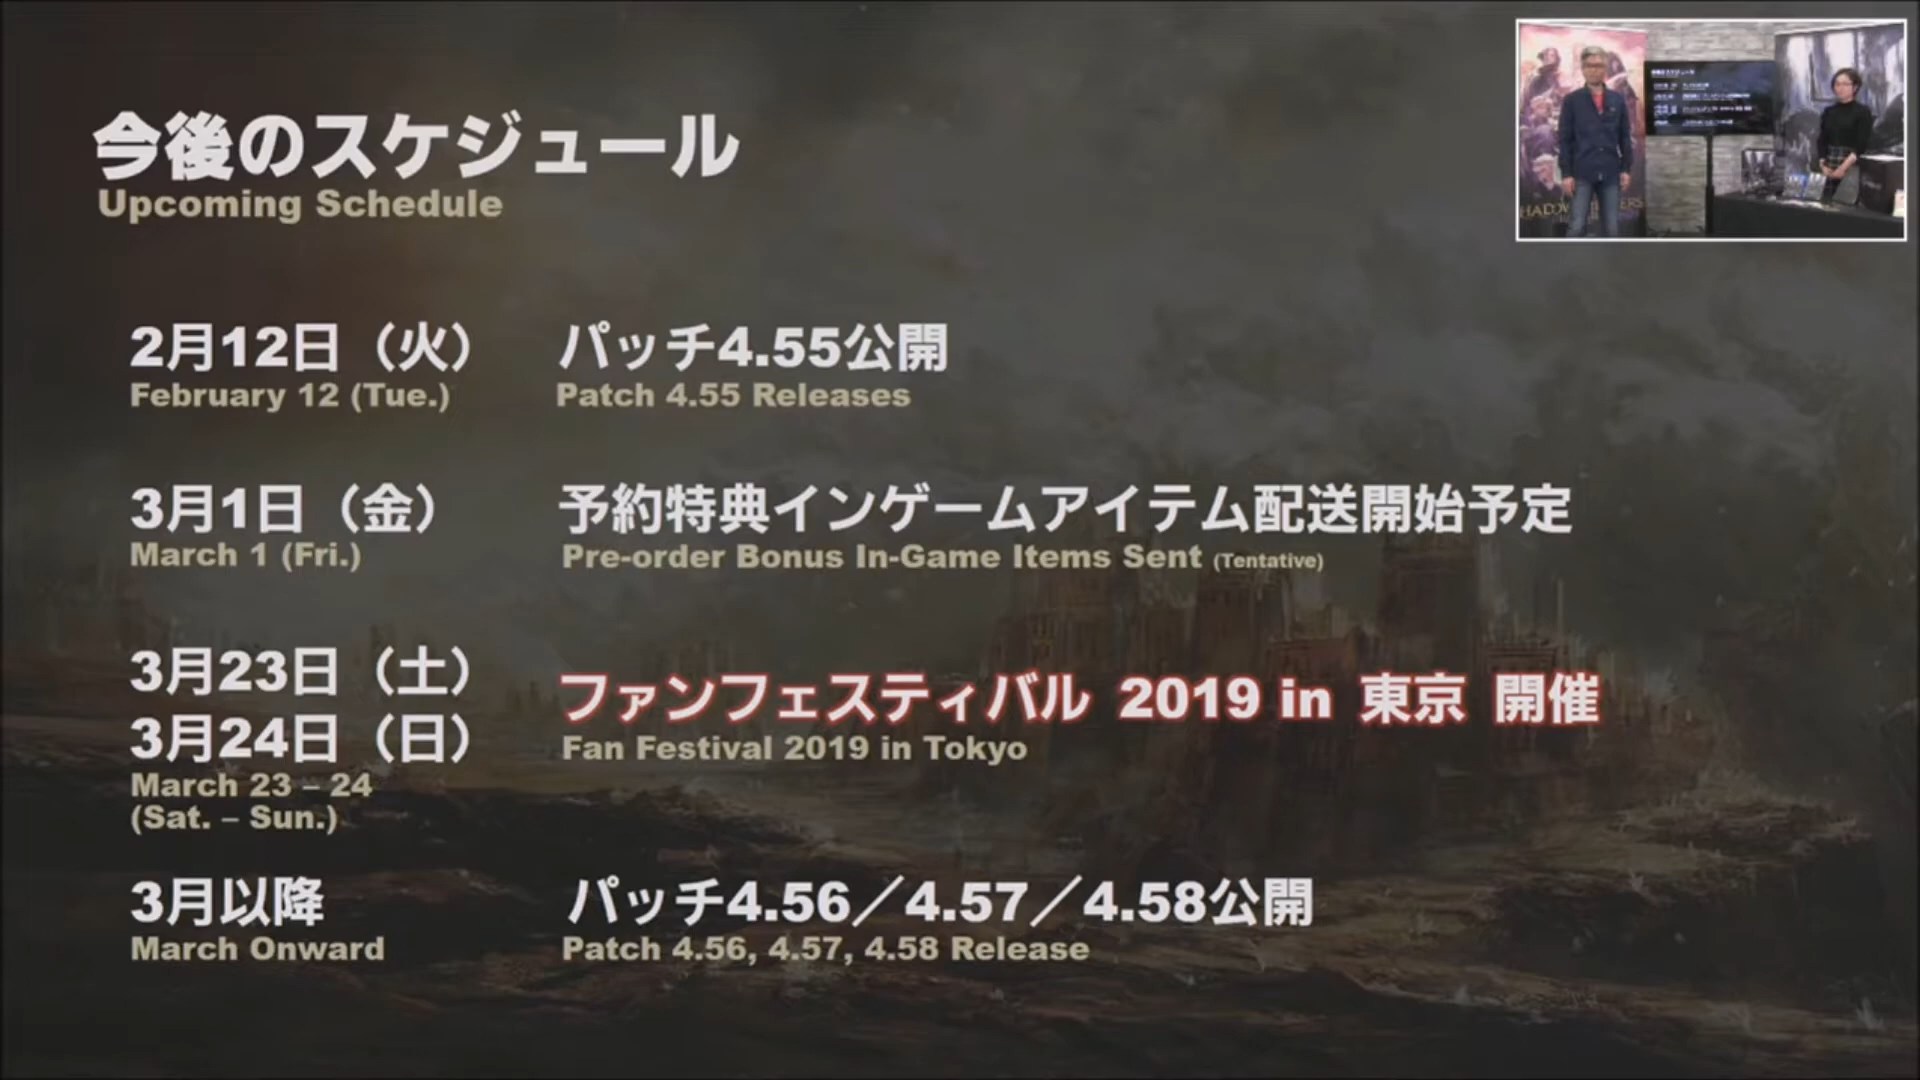 今後のスケジュール
Upcoming Schedule
2月12日（火）
February 12 (Tue.)
パッチ4.55公開
Patch 4.55 Releases
3月1日（金）
March 1 (Fri.)
予約特典インゲームアイテム配送開始予定
Pre-order Bonus In-Game Items Sent (Tentative)
3月23日（土）
3月24日（日）
March 23 – 24
(Sat. – Sun.)
ファンフェスティバル 2019 in 東京 開催
Fan Festival 2019 in Tokyo
3月以降
March Onward
パッチ4.56／4.57／4.58公開
Patch 4.56, 4.57, 4.58 Release